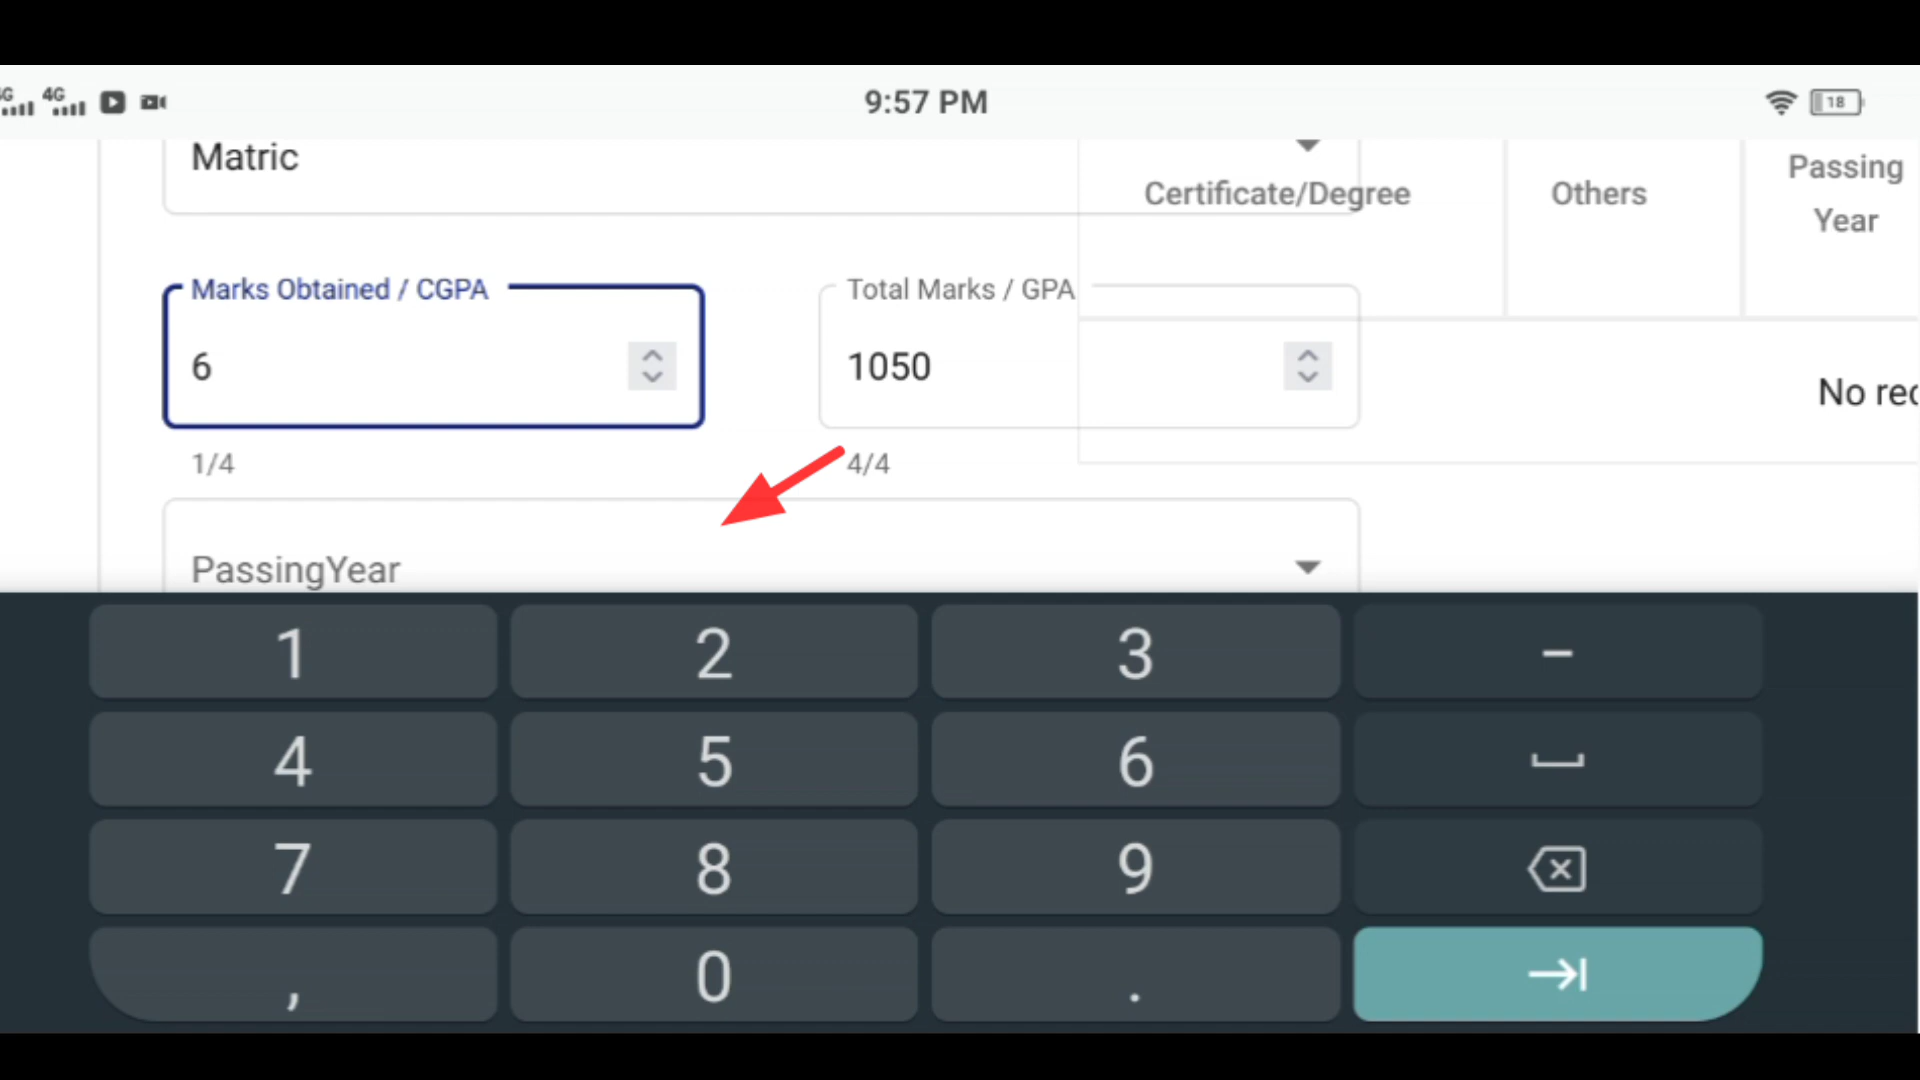 4G 4G 9:57 PM 18
Matric
Certificate/Degree
Others
Passing
Year
Marks Obtained / CGPA
Total Marks / GPA
6
1050
No rec
1/4
4/4
PassingYear
1 2 3 –
4 5 6
7 8 9
, 0 .